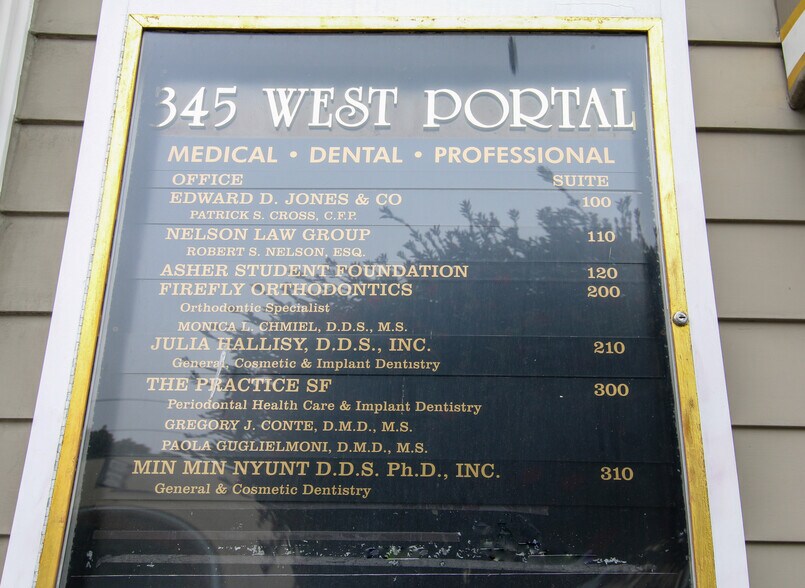 345 WEST PORTAL
MEDICAL • DENTAL • PROFESSIONAL
OFFICE SUITE
EDWARD D. JONES & CO 100
PATRICK S. CROSS, C.F.P.
NELSON LAW GROUP 110
ROBERT S. NELSON, ESQ.
ASHER STUDENT FOUNDATION 120
FIREFLY ORTHODONTICS 200
Orthodontic Specialist
MONICA L. CHMIEL, D.D.S., M.S.
JULIA HALLISY, D.D.S., INC. 210
General, Cosmetic & Implant Dentistry
THE PRACTICE SF 300
Periodontal Health Care & Implant Dentistry
GREGORY J. CONTE, D.M.D., M.S.
PAOLA GUGLIELMONI, D.M.D., M.S.
MIN MIN NYUNT D.D.S. Ph.D., INC. 310
General & Cosmetic Dentistry